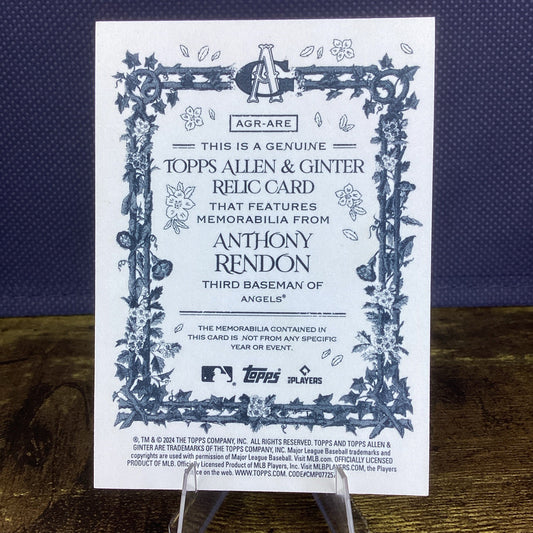 AG
AGR-ARE
THIS IS A GENUINE
TOPPS ALLEN & GINTER
RELIC CARD
THAT FEATURES
MEMORABILIA FROM
ANTHONY
RENDON
THIRD BASEMAN OF
ANGELS®
THE MEMORABILIA CONTAINED IN
THIS CARD IS NOT FROM ANY SPECIFIC
YEAR OR EVENT.
topps PLAYERS
®, TM & © 2024 THE TOPPS COMPANY, INC. ALL RIGHTS RESERVED. TOPPS AND TOPPS ALLEN &
GINTER ARE TRADEMARKS OF THE TOPPS COMPANY, INC. Major League Baseball trademarks and
copyrights are used with permission of Major League Baseball. Visit MLB.com. OFFICIALLY LICENSED
PRODUCT OF MLB. Officially Licensed Product of MLB Players, Inc. Visit MLBPLAYERS.com, the Players
on the web. WWW.TOPPS.COM. CODE#CMP07725